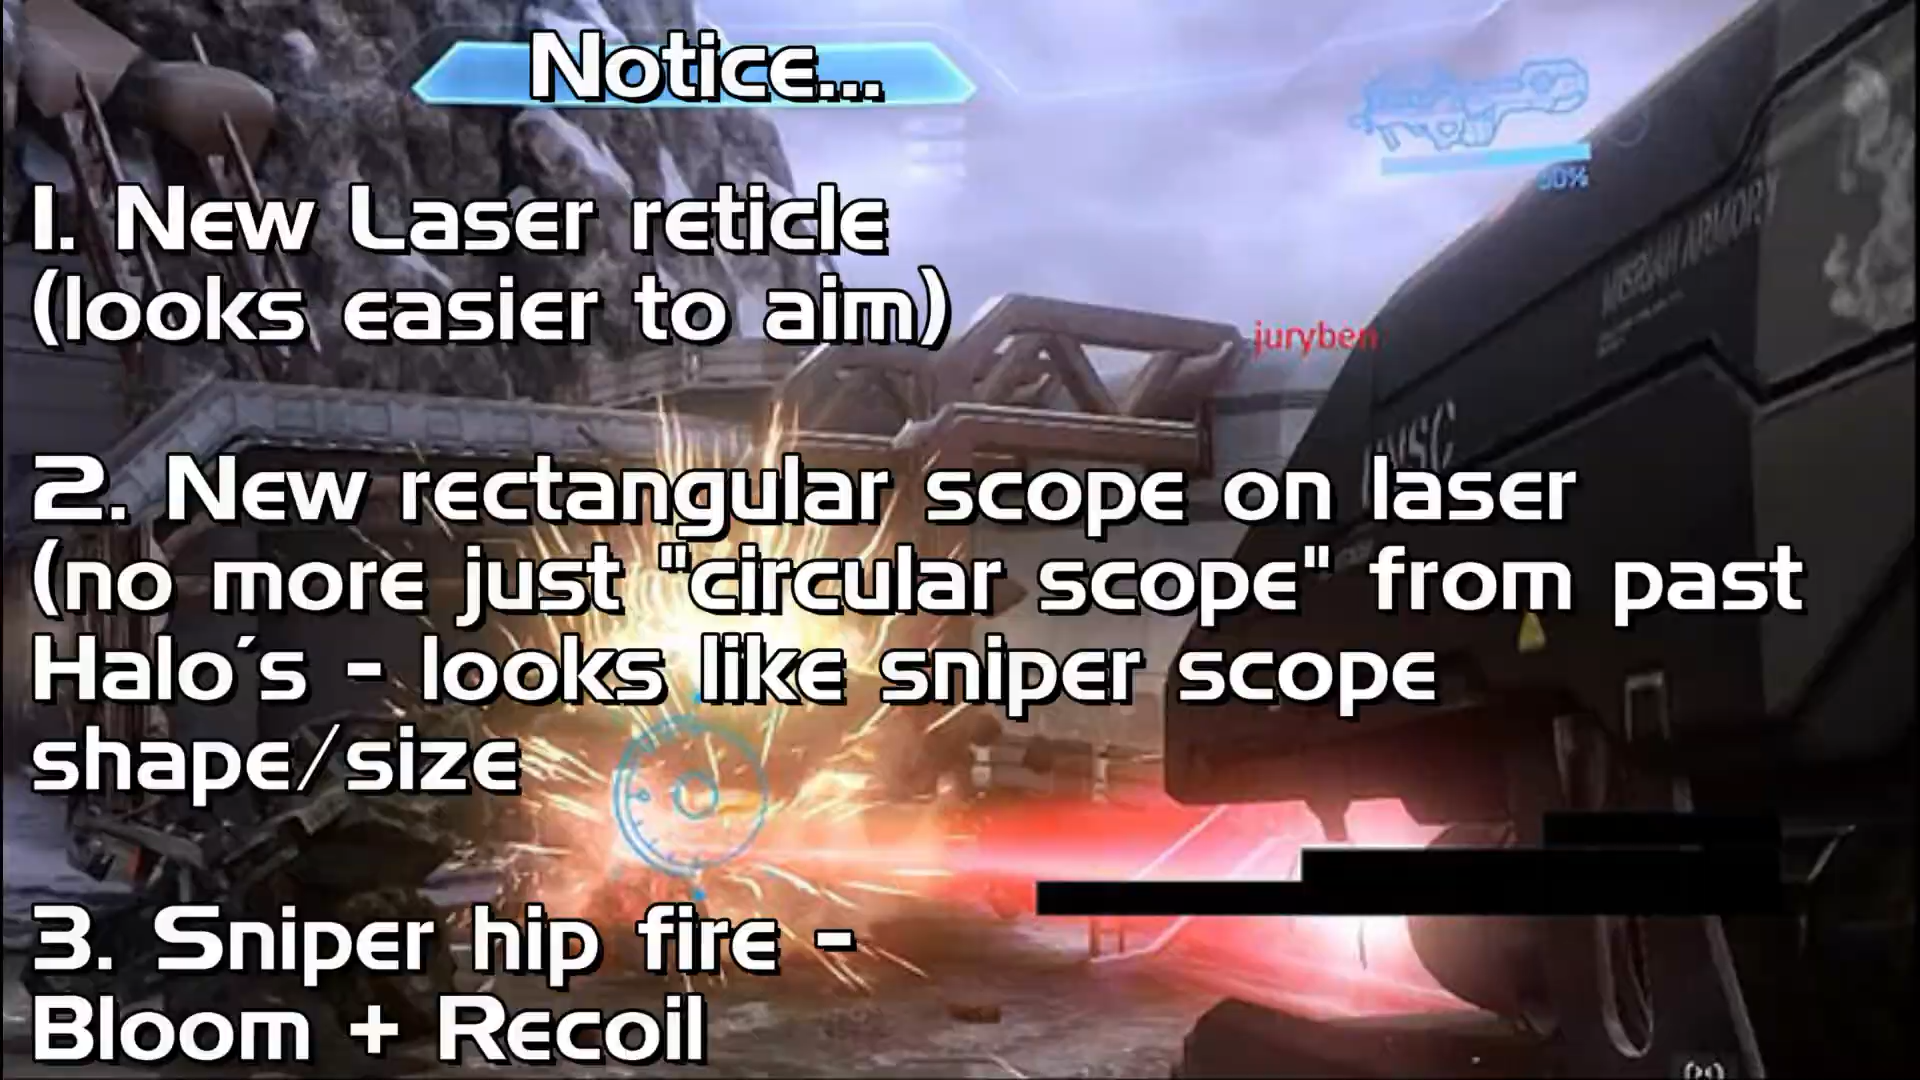 Notice...
1. New Laser reticle
(looks easier to aim)
juryben
2. New rectangular scope on laser
(no more just "circular scope" from past
Halo's - looks like sniper scope
shape/size
3. Sniper hip fire -
Bloom + Recoil
MISRIAH ARMORY
UNSC